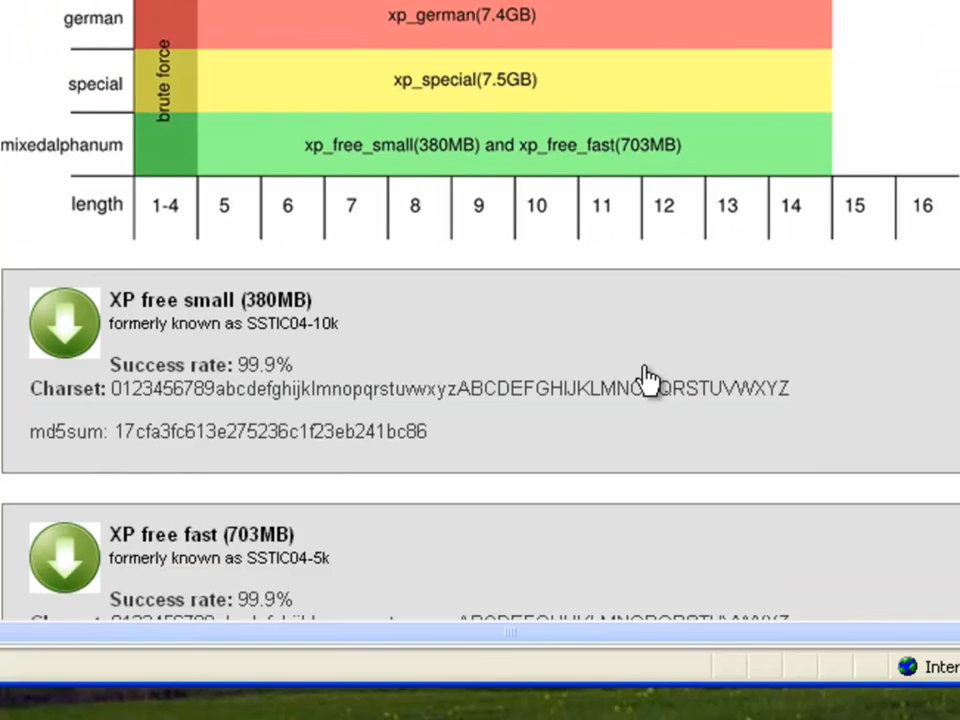 german
xp_german(7.4GB)
brute force
special
xp_special(7.5GB)
mixedalphanum
xp_free_small(380MB) and xp_free_fast(703MB)
length 1-4 5 6 7 8 9 10 11 12 13 14 15 16
XP free small (380MB)
formerly known as SSTIC04-10k
Success rate: 99.9%
Charset: 0123456789abcdefghijklmnopqrstuvwxyzABCDEFGHIJKLMNOPQRSTUVWXYZ
md5sum: 17cfa3fc613e275236c1f23eb241bc86
XP free fast (703MB)
formerly known as SSTIC04-5k
Success rate: 99.9%
Inter